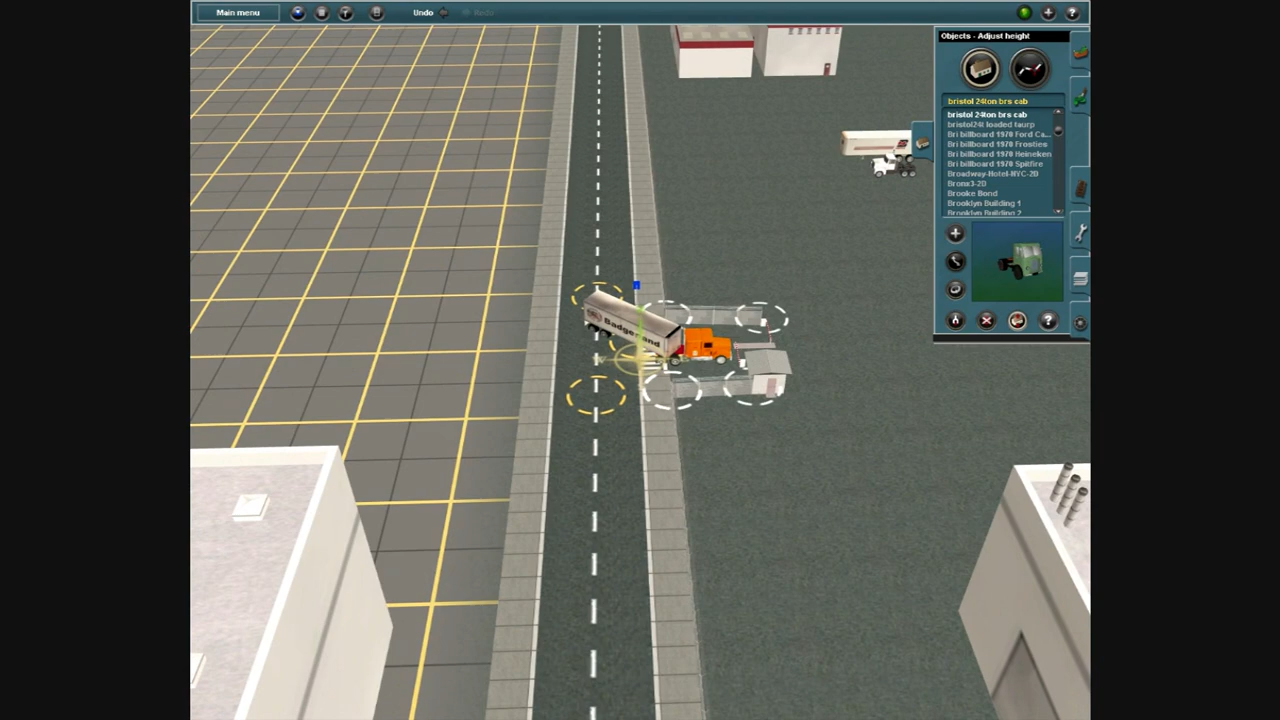 Main menu
Undo
Redo
Objects - Adjust height
bristol 24ton brs cab
bristol 24ton brs cab
bristol24t loaded taurp
Bri billboard 1970 Ford Ca...
Bri billboard 1970 Frosties
Bri billboard 1970 Heineken
Bri billboard 1970 Spitfire
Broadway-Hotel-NYC-2D
Bronx3-2D
Brooke Bond
Brooklyn Building 1
Brooklyn Building 2
Badgerland